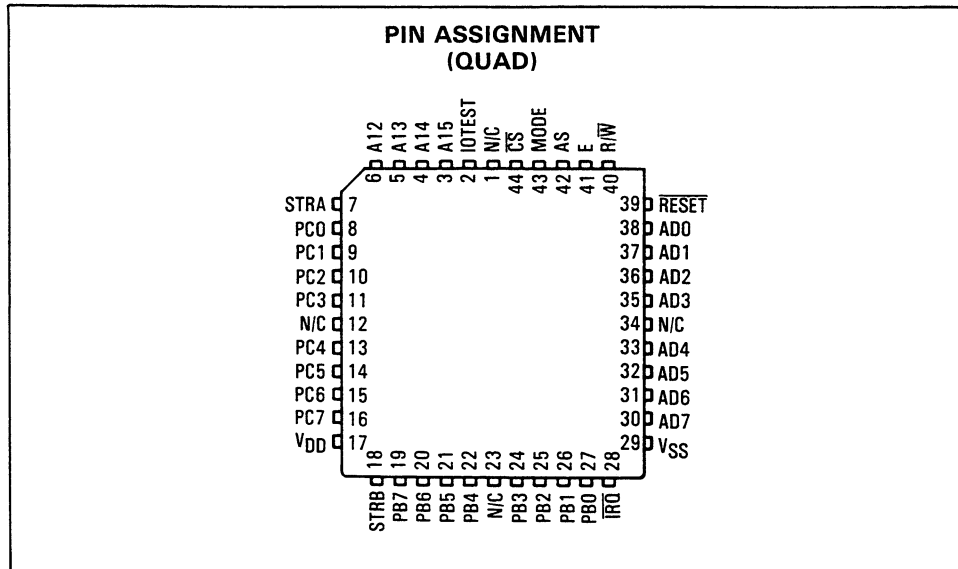 PIN ASSIGNMENT
(QUAD)
A12
A13
A14
A15
IOTEST
N/C
C̅S̅
MODE
AS
E
R/W̅
6
5
4
3
2
1
44
43
42
41
40
STRA 7
PC0 8
PC1 9
PC2 10
PC3 11
N/C 12
PC4 13
PC5 14
PC6 15
PC7 16
VDD 17
39 R̅E̅S̅E̅T̅
38 AD0
37 AD1
36 AD2
35 AD3
34 N/C
33 AD4
32 AD5
31 AD6
30 AD7
29 VSS
18
19
20
21
22
23
24
25
26
27
28
STRB
PB7
PB6
PB5
PB4
N/C
PB3
PB2
PB1
PB0
I̅R̅Q̅